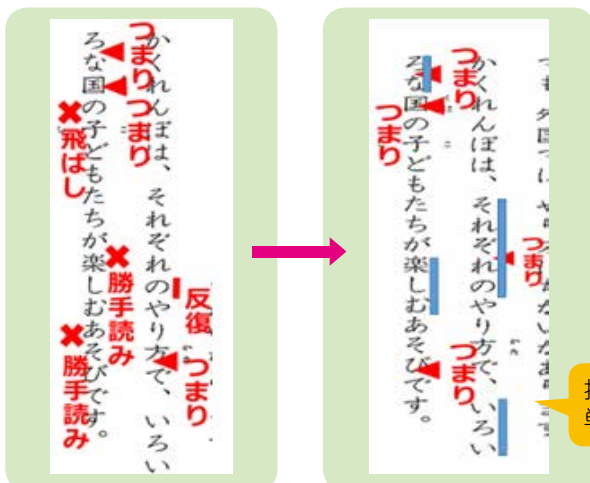 つまり
つまり
かくれんぼは、それぞれのやり方で、いろい
ろな国の子どもたちが楽しむあそびです。
飛ばし
勝手読み
勝手読み
反復
つまり
つまり
つまり
かくれんぼは、それぞれのやり方で、いろい
ろな国の子どもたちが楽しむあそびです。
つまり
つまり